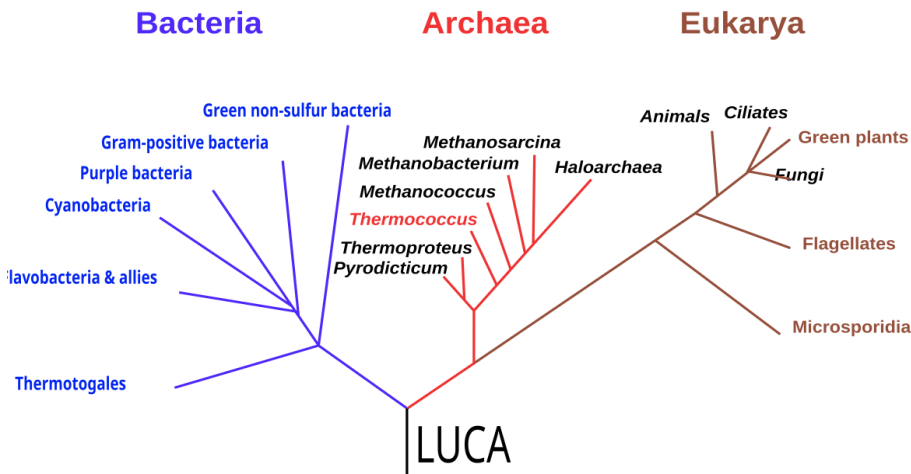 Bacteria
Archaea
Eukarya
Green non-sulfur bacteria
Gram-positive bacteria
Purple bacteria
Cyanobacteria
lavobacteria & allies
Thermotogales
Methanosarcina
Methanobacterium
Haloarchaea
Methanococcus
Thermococcus
Thermoproteus
Pyrodicticum
Animals
Ciliates
Green plants
Fungi
Flagellates
Microsporidia
LUCA